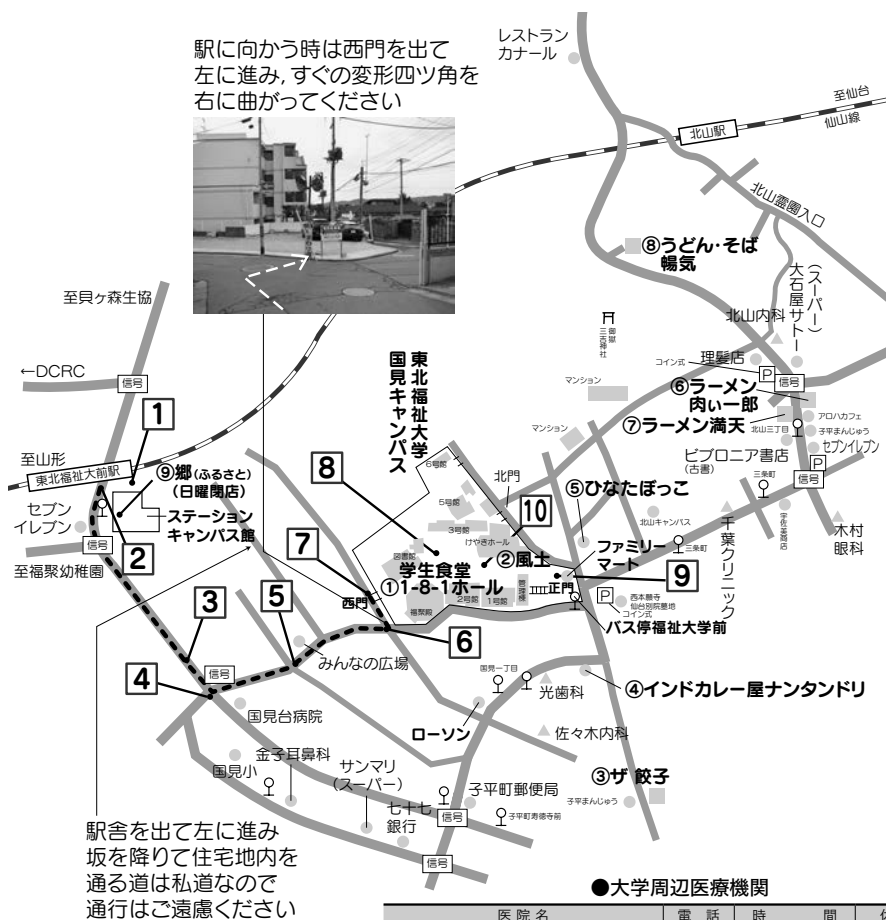 駅に向かう時は西門を出て
左に進み,すぐの変形四ツ角を
右に曲がってください
レストラン
カナール
至仙台
仙山線
北山駅
北山霊園入口
⑧うどん・そば
暢気
(スーパー)
大石屋サトー
北山内科
理髪店
コイン式
P
信号
⑥ラーメン
肉ぃ一郎
アロハカフェ
子平まんじゅう
⑦ラーメン満天
北山三丁目
セブンイレブン
ビブロニア書店
(古書)
P
信号
三条町
宇佐美商店
木村
眼科
千葉クリニック
三条町
北山キャンパス
御嶽
三吉神社
マンション
マンション
至貝ヶ森生協
←DCRC
信号
1
至山形
東北福祉大前駅
⑨郷(ふるさと)
(日曜閉店)
ステーション
キャンパス館
セブン
イレブン
2
信号
至福聚幼稚園
3
4
信号
5
みんなの広場
東北福祉大学
国見キャンパス
8
6号館
5号館
3号館
北門
けやきホール
10
⑤ひなたぼっこ
7
図書館
学生食堂
①1-8-1ホール
②風土
ファミリー
マート
9
西門
福聚殿
2号館
1号館
管理棟
正門
P
コイン式
西本願寺
仙台別院墓地
バス停福祉大学前
6
国見一丁目
光歯科
④インドカレー屋ナンタンドリ
ローソン
佐々木内科
③ザ 餃子
子平まんじゅう
国見台病院
金子耳鼻科
国見小
サンマリ
(スーパー)
七十七
銀行
子平町郵便局
信号
子平町寿徳寺前
信号
駅舎を出て左に進み
坂を降りて住宅地内を
通る道は私道なので
通行はご遠慮ください
●大学周辺医療機関
医院名 電話 時間